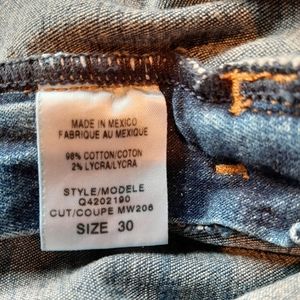 MADE IN MEXICO
FABRIQUE AU MEXIQUE
98% COTTON/COTON
2% LYCRA/LYCRA
STYLE/MODELE
Q4202190
CUT/COUPE MW206
SIZE 30